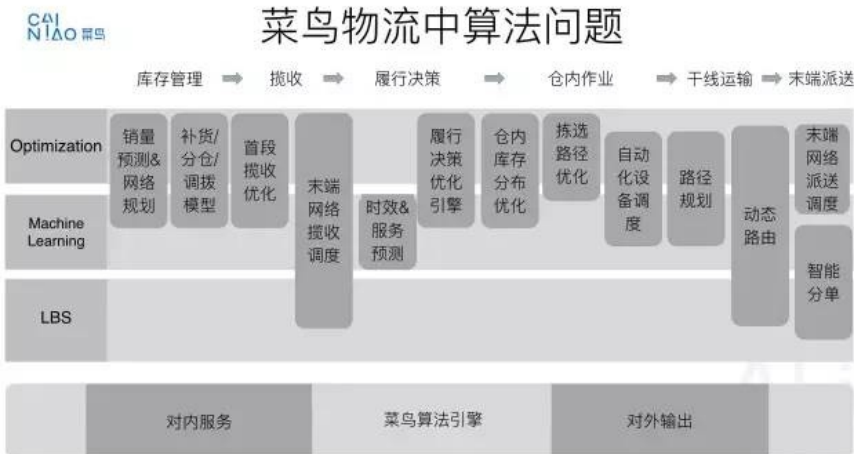 CAI
NIAO 菜鸟
菜鸟物流中算法问题
库存管理
揽收
履行决策
仓内作业
干线运输
末端派送
Optimization
Machine
Learning
LBS
销量
预测&
网络
规划
补货/
分仓/
调拨
模型
首段
揽收
优化
末端
网络
揽收
调度
时效&
服务
预测
履行
决策
优化
引擎
仓内
库存
分布
优化
拣选
路径
优化
自动
化设
备调
度
路径
规划
动态
路由
末端
网络
派送
调度
智能
分单
对内服务
菜鸟算法引擎
对外输出